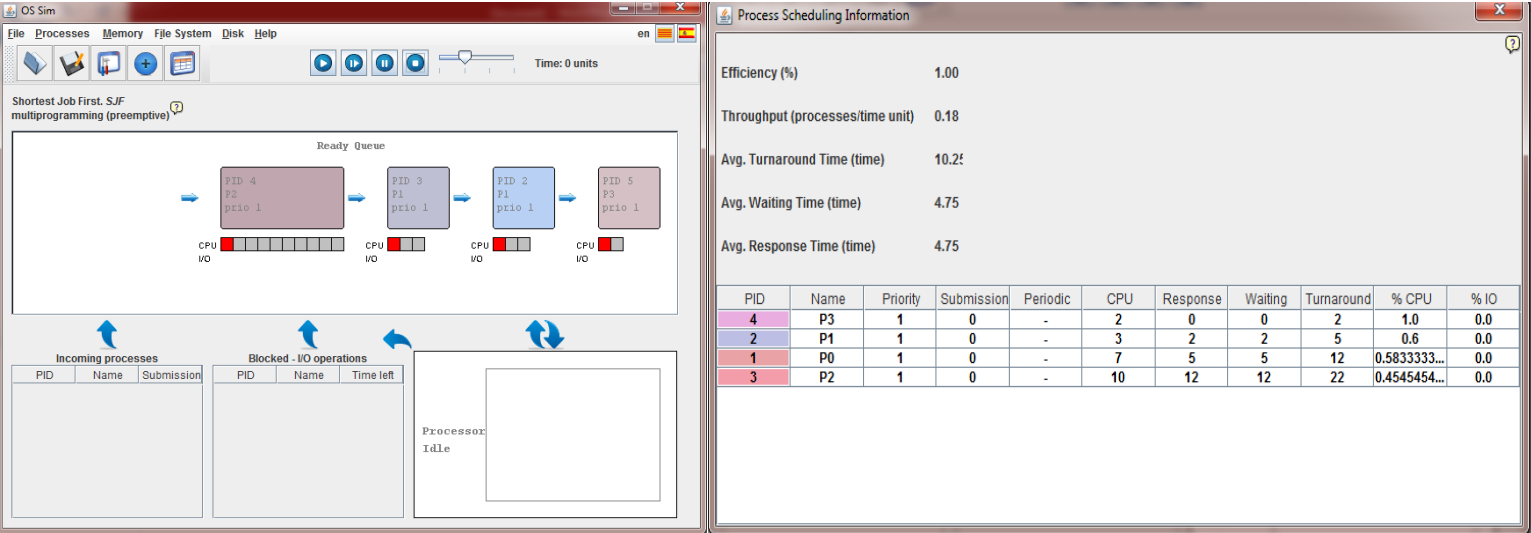 OS Sim
File Processes Memory File System Disk Help
en
Time: 0 units
Shortest Job First. SJF
multiprogramming (preemptive)
?
Ready Queue
PID 4
P2
prio 1
PID 3
P1
prio 1
PID 2
P1
prio 1
PID 5
P3
prio 1
CPU
I/O
CPU
I/O
CPU
I/O
CPU
I/O
Incoming processes
PID Name Submission
Blocked - I/O operations
PID Name Time left
Processor
Idle
Process Scheduling Information
?
Efficiency (%) 1.00
Throughput (processes/time unit) 0.18
Avg. Turnaround Time (time) 10.25
Avg. Waiting Time (time) 4.75
Avg. Response Time (time) 4.75
PID Name Priority Submission Periodic CPU Response Waiting Turnaround % CPU % IO
4 P3 1 0 - 2 0 0 2 1.0 0.0
2 P1 1 0 - 3 2 2 5 0.6 0.0
1 P0 1 0 - 7 5 5 12 0.5833333... 0.0
3 P2 1 0 - 10 12 12 22 0.4545454... 0.0